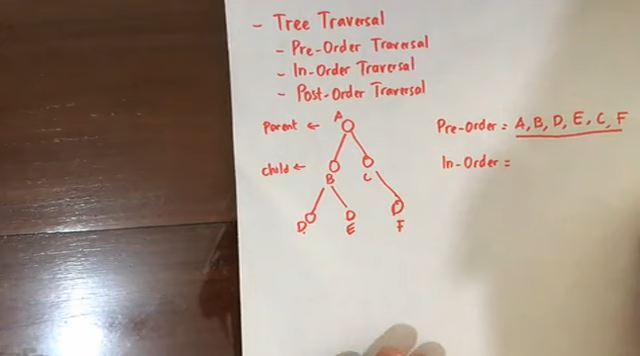 - Tree Traversal
- Pre-Order Traversal
- In-Order Traversal
- Post-Order Traversal
A
Parent ←
Pre-Order = A, B, D, E, C, F
child ←
In-Order =
B
C
D
E
F